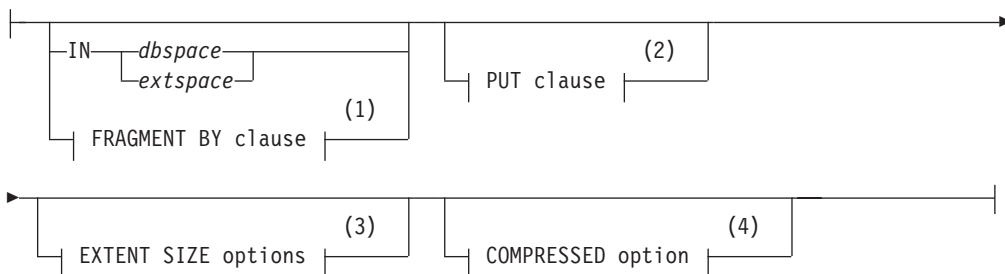 IN dbspace (2)
extspace PUT clause
(1)
FRAGMENT BY clause
(3) (4)
EXTENT SIZE options COMPRESSED option